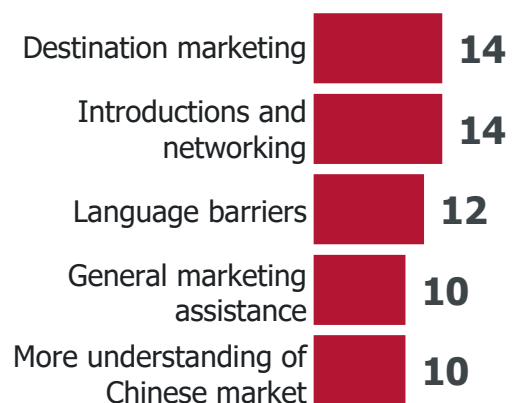 Destination marketing 14
Introductions and
networking 14
Language barriers 12
General marketing
assistance 10
More understanding of
Chinese market 10